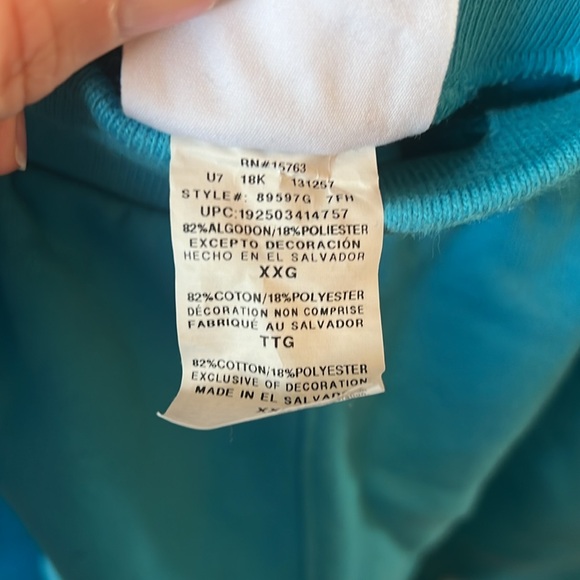 RN#15763
U7 18K 131257
STYLE#: 89597G 7FH
UPC:192503414757
82%ALGODON/18%POLIESTER
EXCEPTO DECORACIÓN
HECHO EN EL SALVADOR
XXG
82%COTON/18%POLYESTER
DÉCORATION NON COMPRISE
FABRIQUÉ AU SALVADOR
TTG
82%COTTON/18%POLYESTER
EXCLUSIVE OF DECORATION
MADE IN EL SALVADOR